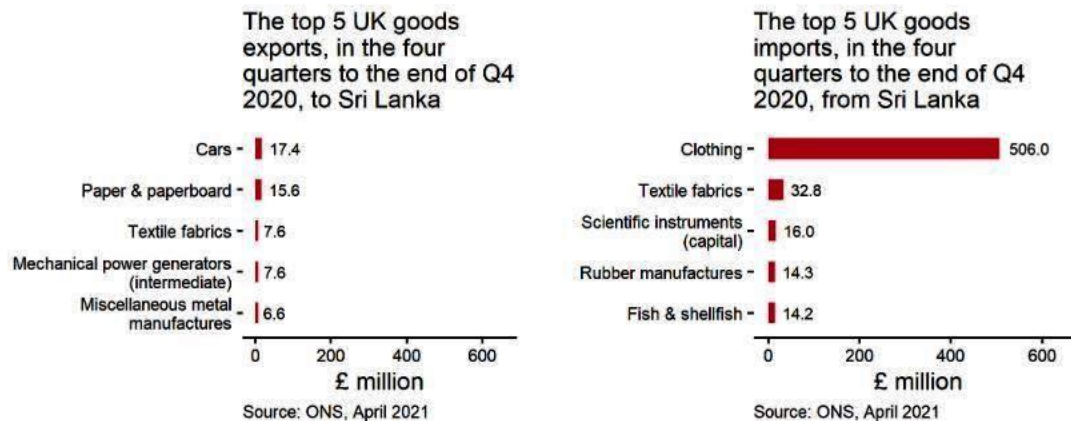 The top 5 UK goods
exports, in the four
quarters to the end of Q4
2020, to Sri Lanka
Cars
17.4
Paper & paperboard
15.6
Textile fabrics
7.6
Mechanical power generators
(intermediate)
7.6
Miscellaneous metal
manufactures
6.6
0 200 400 600
£ million
Source: ONS, April 2021
The top 5 UK goods
imports, in the four
quarters to the end of Q4
2020, from Sri Lanka
Clothing
506.0
Textile fabrics
32.8
Scientific instruments
(capital)
16.0
Rubber manufactures
14.3
Fish & shellfish
14.2
0 200 400 600
£ million
Source: ONS, April 2021